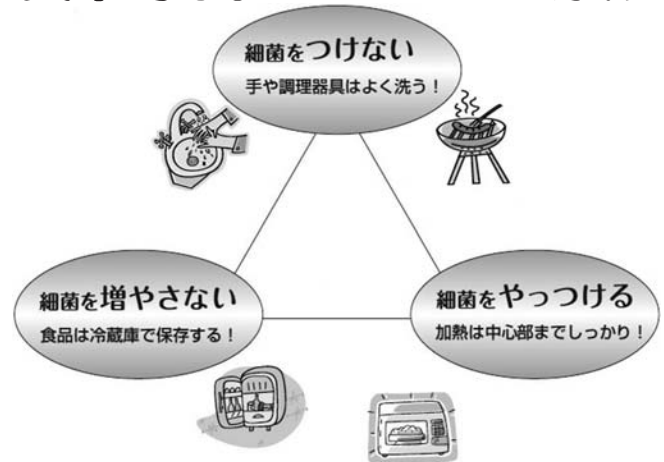 細菌をつけない
手や調理器具はよく洗う！
細菌を増やさない
食品は冷蔵庫で保存する！
細菌をやっつける
加熱は中心部までしっかり！